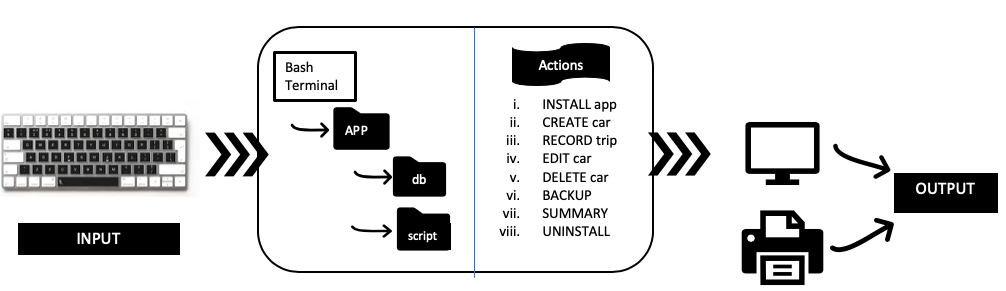 INPUT
Bash
Terminal
APP
db
script
Actions
i. INSTALL app
ii. CREATE car
iii. RECORD trip
iv. EDIT car
v. DELETE car
vi. BACKUP
vii. SUMMARY
viii. UNINSTALL
OUTPUT